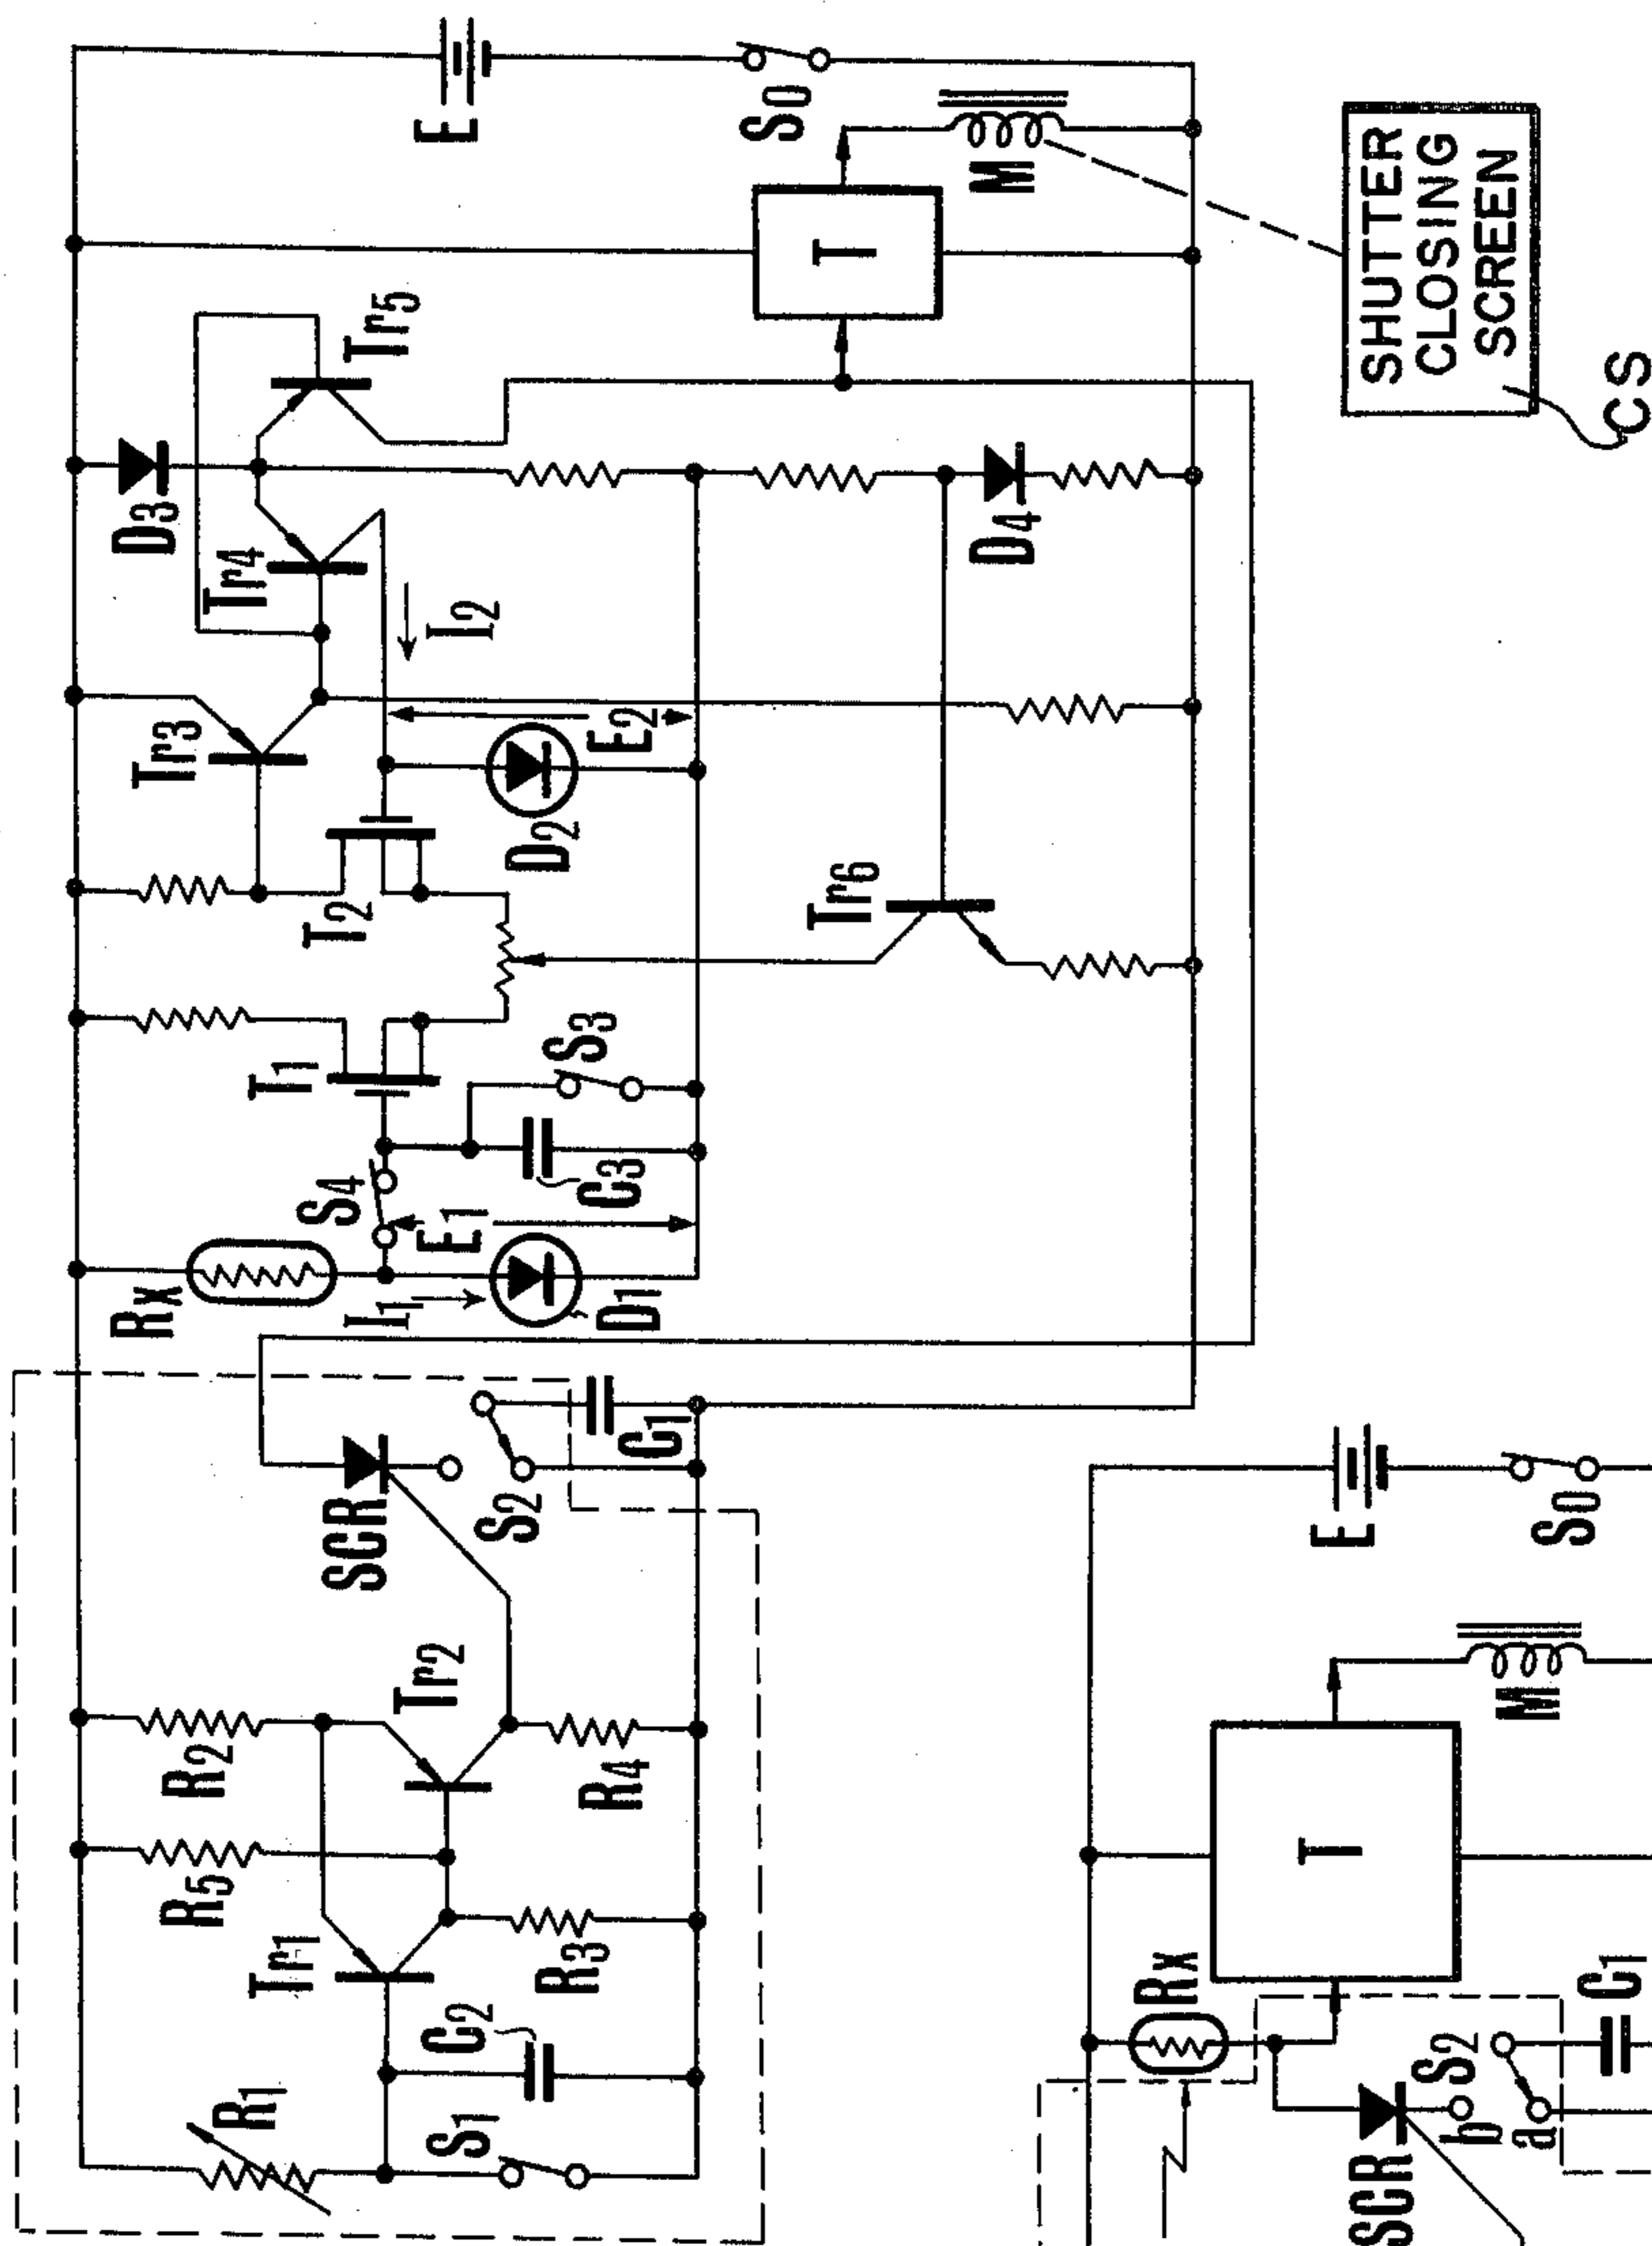 E
S0
M
T
SHUTTER
CLOSING
SCREEN
CS
D3
Tr5
Tr4
I2
D4
Tr3
E2
D2
T2
Tr6
T1
S3
S4
C3
E1
Rx
I1
D1
SCR
S2
C1
Tr2
R2
R4
R5
Tr1
R3
C2
R1
S1
E
S0
M
T
Rx
C1
S2
b
a
SCR